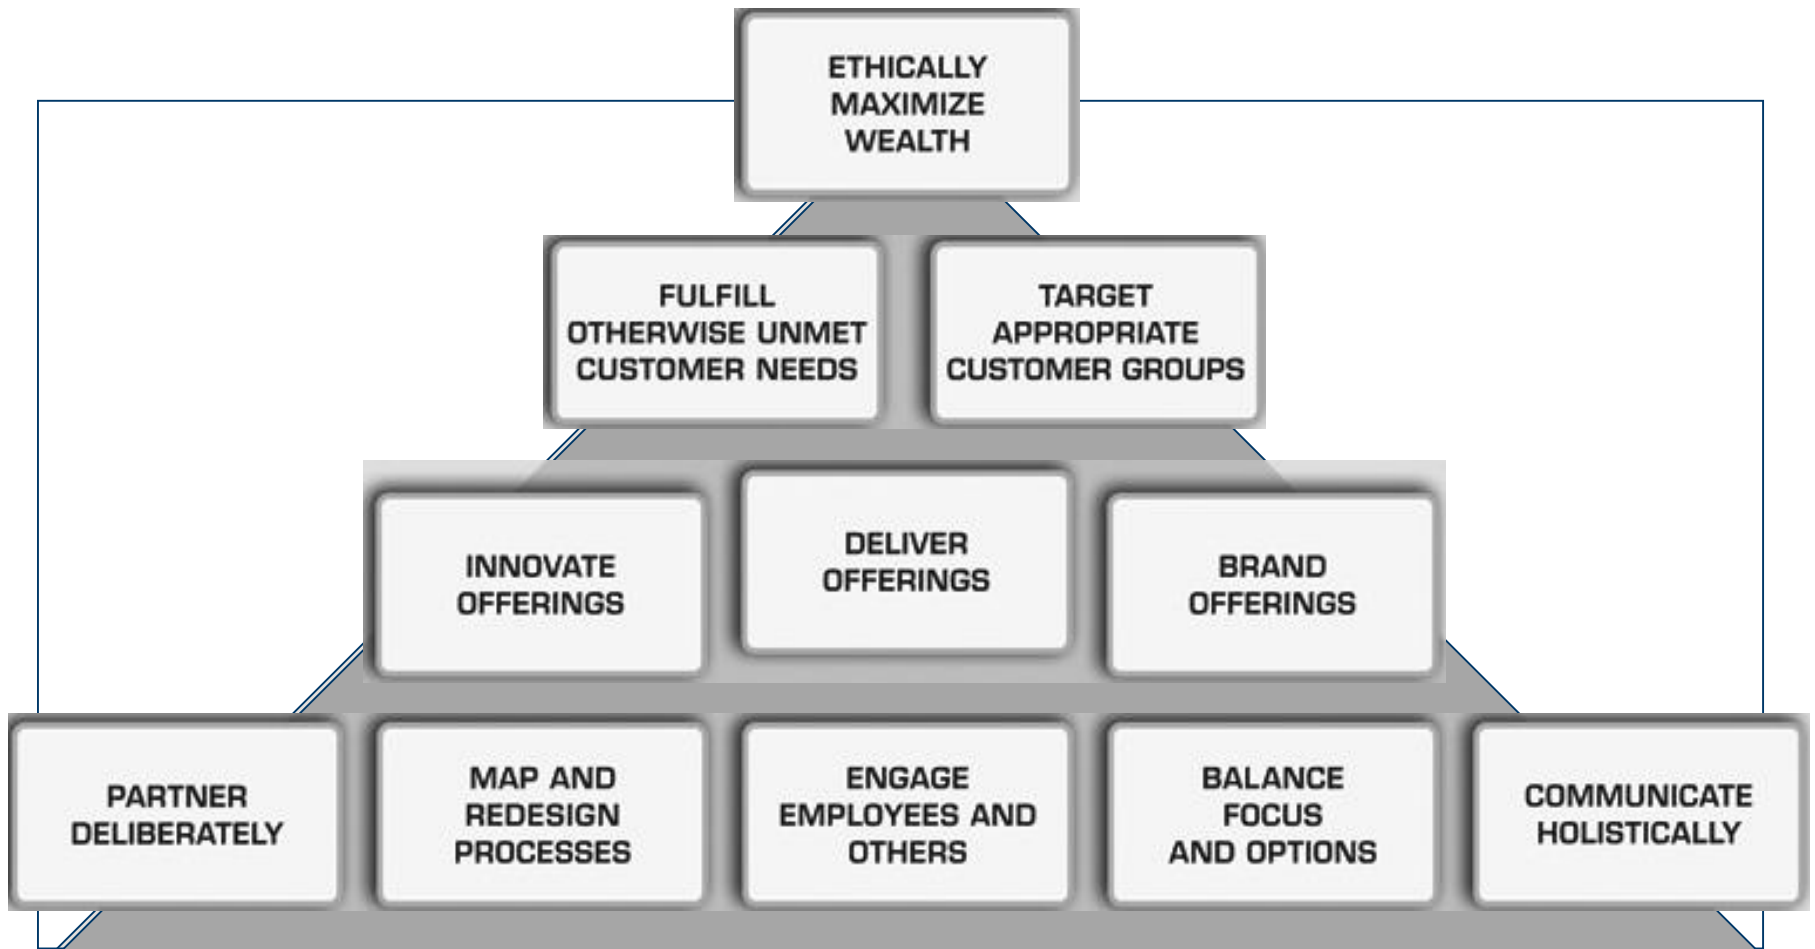 ETHICALLY
MAXIMIZE
WEALTH
FULFILL
OTHERWISE UNMET
CUSTOMER NEEDS
TARGET
APPROPRIATE
CUSTOMER GROUPS
INNOVATE
OFFERINGS
DELIVER
OFFERINGS
BRAND
OFFERINGS
PARTNER
DELIBERATELY
MAP AND
REDESIGN
PROCESSES
ENGAGE
EMPLOYEES AND
OTHERS
BALANCE
FOCUS
AND OPTIONS
COMMUNICATE
HOLISTICALLY